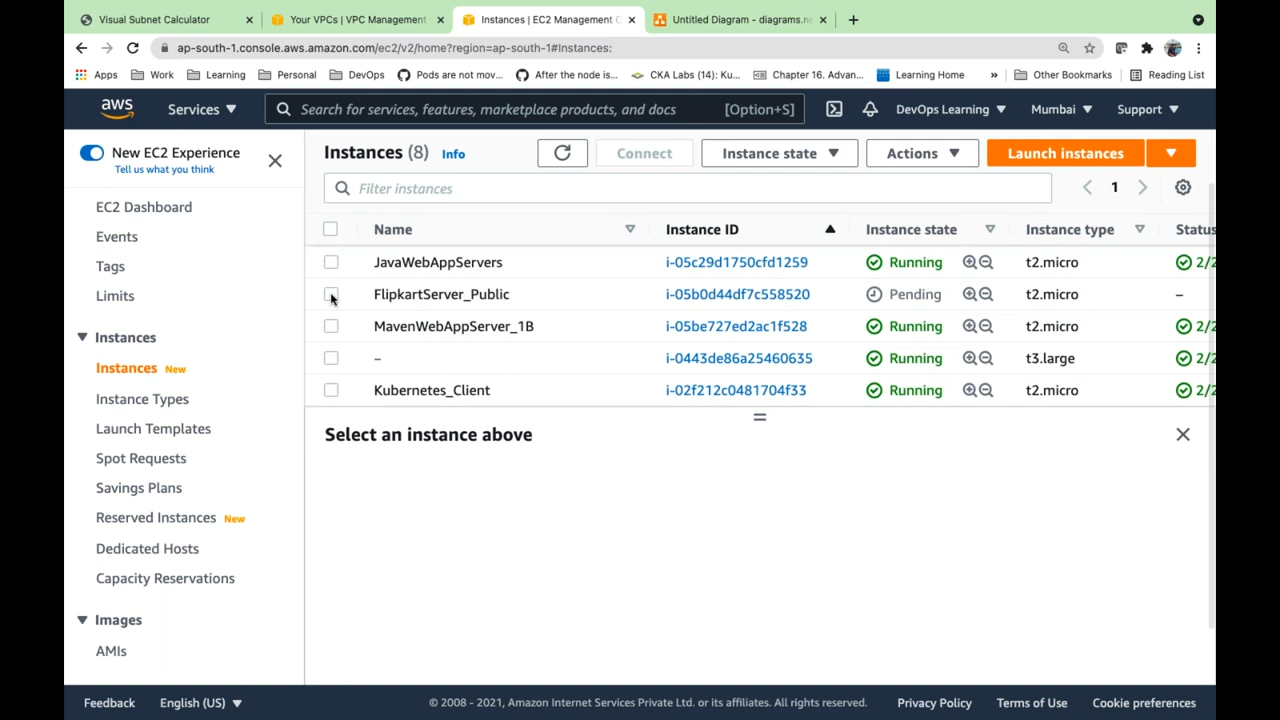 Visual Subnet Calculator
Your VPCs | VPC Management
Instances | EC2 Management C
Untitled Diagram - diagrams.ne
ap-south-1.console.aws.amazon.com/ec2/v2/home?region=ap-south-1#Instances:
Apps Work Learning Personal DevOps Pods are not mov... After the node is... CKA Labs (14): Ku... Chapter 16. Advan... Learning Home » Other Bookmarks Reading List
aws Services Search for services, features, marketplace products, and docs [Option+S] DevOps Learning Mumbai Support
New EC2 Experience
Tell us what you think
EC2 Dashboard
Events
Tags
Limits
Instances
Instances New
Instance Types
Launch Templates
Spot Requests
Savings Plans
Reserved Instances New
Dedicated Hosts
Capacity Reservations
Images
AMIs
Instances (8) Info Connect Instance state Actions Launch instances
Filter instances
1
Name Instance ID Instance state Instance type Status
JavaWebAppServers i-05c29d1750cfd1259 Running t2.micro 2/2
FlipkartServer_Public i-05b0d44df7c558520 Pending t2.micro –
MavenWebAppServer_1B i-05be727ed2ac1f528 Running t2.micro 2/2
– i-0443de86a25460635 Running t3.large 2/2
Kubernetes_Client i-02f212c0481704f33 Running t2.micro 2/2
Select an instance above
Feedback English (US) © 2008 - 2021, Amazon Internet Services Private Ltd. or its affiliates. All rights reserved. Privacy Policy Terms of Use Cookie preferences